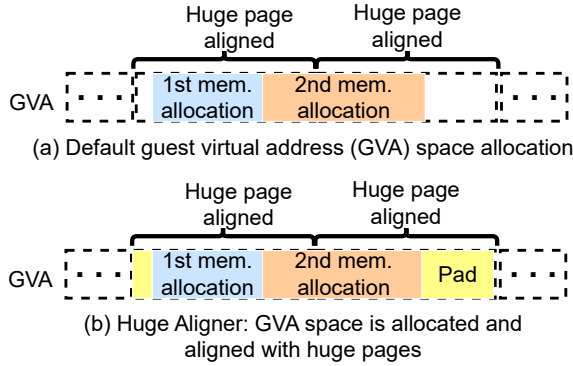 Huge page Huge page
aligned aligned
GVA . . . 1st mem. allocation 2nd mem. allocation . . .
(a) Default guest virtual address (GVA) space allocation
Huge page Huge page
aligned aligned
GVA . . . 1st mem. allocation 2nd mem. allocation Pad . . .
(b) Huge Aligner: GVA space is allocated and
aligned with huge pages